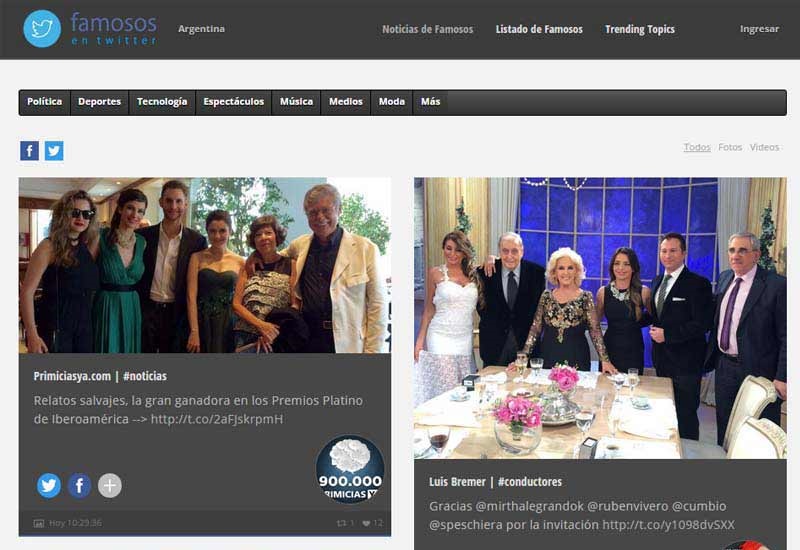 famosos
en twitter
Argentina
Noticias de Famosos
Listado de Famosos
Trending Topics
Ingresar
Política
Deportes
Tecnología
Espectáculos
Música
Medios
Moda
Más
Todos
Fotos
Videos
Primiciasya.com | #noticias
Relatos salvajes, la gran ganadora en los Premios Platino
de Iberoamérica --> http://t.co/2aFJskrpmH
900.000
PRIMICIAS Y
Hoy 10:29:36
1
12
Luis Bremer | #conductores
Gracias @mirthalegrandok @rubenvivero @cumbio
@speschiera por la invitación http://t.co/y1098dvSXX